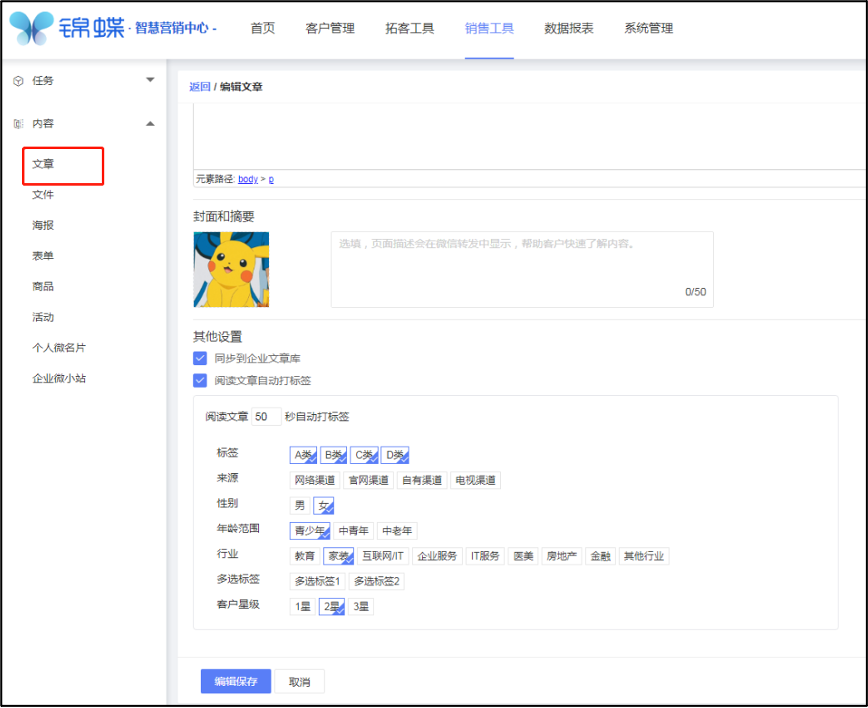 锦蝶·智慧营销中心- 首页 客户管理 拓客工具 销售工具 数据报表 系统管理
任务
内容
文章
文件
海报
表单
商品
活动
个人微名片
企业微小站
返回 / 编辑文章
元素路径: body > p
封面和摘要
选填，页面描述会在微信转发中显示，帮助客户快速了解内容。
0/50
其他设置
同步到企业文章库
阅读文章自动打标签
阅读文章 50 秒自动打标签
标签 A类 B类 C类 D类
来源 网络渠道 官网渠道 自有渠道 电视渠道
性别 男 女
年龄范围 青少年 中青年 中老年
行业 教育 家装 互联网/IT 企业服务 IT服务 医美 房地产 金融 其他行业
多选标签 多选标签1 多选标签2
客户星级 1星 2星 3星
编辑保存 取消